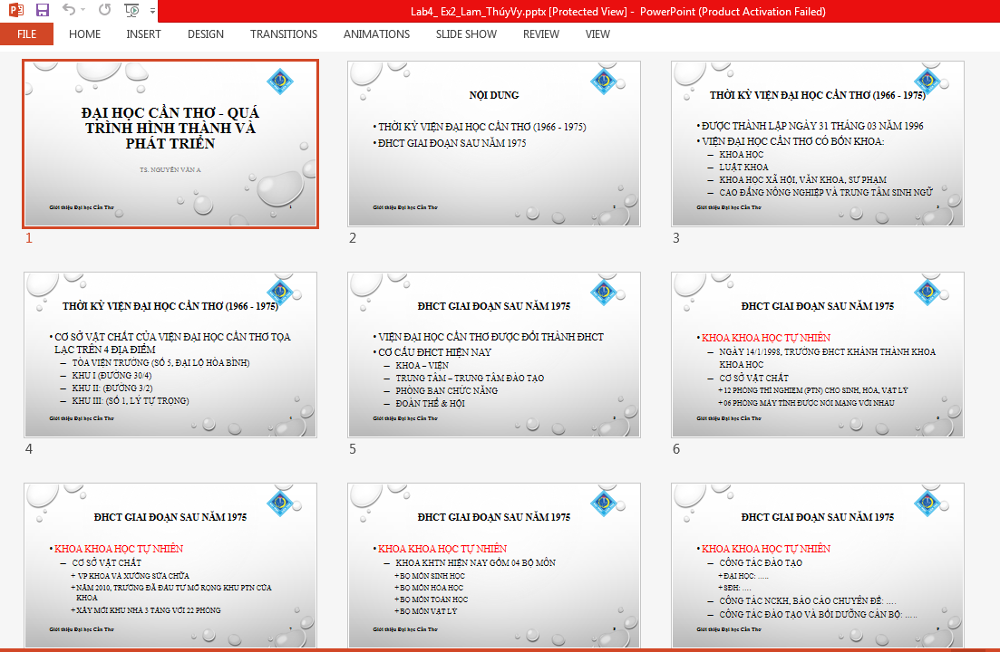 Lab4_ Ex2_Lam_ThúyVy.pptx [Protected View] - PowerPoint (Product Activation Failed)
FILE HOME INSERT DESIGN TRANSITIONS ANIMATIONS SLIDE SHOW REVIEW VIEW
ĐẠI HỌC CẦN THƠ - QUÁ
TRÌNH HÌNH THÀNH VÀ
PHÁT TRIỂN
TS. NGUYỄN VĂN A
Giới thiệu Đại học Cần Thơ
1
1
NỘI DUNG
• THỜI KỲ VIỆN ĐẠI HỌC CẦN THƠ (1966 - 1975)
• ĐHCT GIAI ĐOẠN SAU NĂM 1975
Giới thiệu Đại học Cần Thơ
2
2
THỜI KỲ VIỆN ĐẠI HỌC CẦN THƠ (1966 - 1975)
• ĐƯỢC THÀNH LẬP NGÀY 31 THÁNG 03 NĂM 1996
• VIỆN ĐẠI HỌC CẦN THƠ CÓ BỐN KHOA:
– KHOA HỌC
– LUẬT KHOA
– KHOA HỌC XÃ HỘI, VĂN KHOA, SƯ PHẠM
– CAO ĐẲNG NÔNG NGHIỆP VÀ TRUNG TÂM SINH NGỮ
Giới thiệu Đại học Cần Thơ
3
3
THỜI KỲ VIỆN ĐẠI HỌC CẦN THƠ (1966 - 1975)
• CƠ SỞ VẬT CHẤT CỦA VIỆN ĐẠI HỌC CẦN THƠ TỌA
LẠC TRÊN 4 ĐỊA ĐIỂM
– TÒA VIỆN TRƯỞNG (SỐ 5, ĐẠI LỘ HÒA BÌNH)
– KHU I (ĐƯỜNG 30/4)
– KHU II: (ĐƯỜNG 3/2)
– KHU III: (SỐ 1, LÝ TỰ TRỌNG)
Giới thiệu Đại học Cần Thơ
4
4
ĐHCT GIAI ĐOẠN SAU NĂM 1975
• VIỆN ĐẠI HỌC CẦN THƠ ĐƯỢC ĐỔI THÀNH ĐHCT
• CƠ CẤU ĐHCT HIỆN NAY
– KHOA – VIỆN
– TRUNG TÂM – TRUNG TÂM ĐÀO TẠO
– PHÒNG BAN CHỨC NĂNG
– ĐOÀN THỂ & HỘI
Giới thiệu Đại học Cần Thơ
5
5
ĐHCT GIAI ĐOẠN SAU NĂM 1975
• KHOA KHOA HỌC TỰ NHIÊN
– NGÀY 14/1/1998, TRƯỜNG ĐHCT KHÁNH THÀNH KHOA
KHOA HỌC
– CƠ SỞ VẬT CHẤT
+ 12 PHÒNG THÍ NGHIEM (PTN) CHO SINH, HÓA, VẬT LÝ
+ 06 PHÒNG MÁY TÍNH ĐƯỢC NỐI MẠNG VỚI NHAU
Giới thiệu Đại học Cần Thơ
6
6
ĐHCT GIAI ĐOẠN SAU NĂM 1975
• KHOA KHOA HỌC TỰ NHIÊN
– CƠ SỞ VẬT CHẤT
+ VP KHOA VÀ XƯỞNG SỬA CHỮA
+ NĂM 2010, TRƯỜNG ĐÃ ĐẦU TƯ MỞ RỌNG KHU PTN CỦA
KHOA
+ XÂY MỚI KHU NHÀ 3 TẦNG VỚI 22 PHÒNG
Giới thiệu Đại học Cần Thơ
7
ĐHCT GIAI ĐOẠN SAU NĂM 1975
• KHOA KHOA HỌC TỰ NHIÊN
– KHOA KHTN HIỆN NAY GỒM 04 BỘ MÔN
+ BỘ MÔN SINH HỌC
+ BỘ MÔN HÓA HỌC
+ BỘ MÔN TOÁN HỌC
+ BỘ MÔN VẬT LÝ
Giới thiệu Đại học Cần Thơ
8
ĐHCT GIAI ĐOẠN SAU NĂM 1975
• KHOA KHOA HỌC TỰ NHIÊN
– CÔNG TÁC ĐÀO TẠO
+ ĐẠI HỌC: …..
+ SĐH: ….
– CÔNG TÁC NCKH, BÁO CÁO CHUYÊN ĐỀ: ….
– CÔNG TÁC ĐÀO TẠO VÀ BỒI DƯỠNG CÁN BỘ: …..
Giới thiệu Đại học Cần Thơ
9